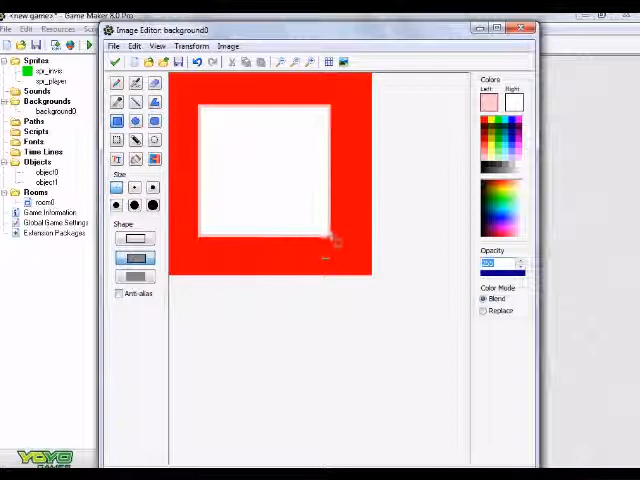 <new game>* - Game Maker 8.0 Pro
Image Editor: background0
File Edit Resources
File Edit View Transform Image
Sprites
spr_invis
spr_player
Sounds
Backgrounds
background0
Paths
Scripts
Fonts
Time Lines
Objects
object0
object1
Rooms
room0
Game Information
Global Game Settings
Extension Packages
Size
Shape
Anti-alias
Colors
Left: Right:
Opacity
255
Color Mode
Blend
Replace
YOYO
GAMES